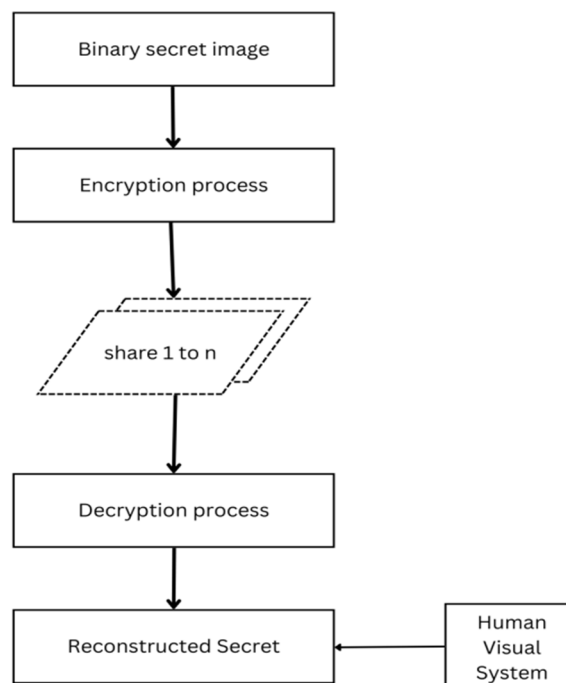 Binary secret image
Encryption process
share 1 to n
Decryption process
Reconstructed Secret
Human
Visual
System